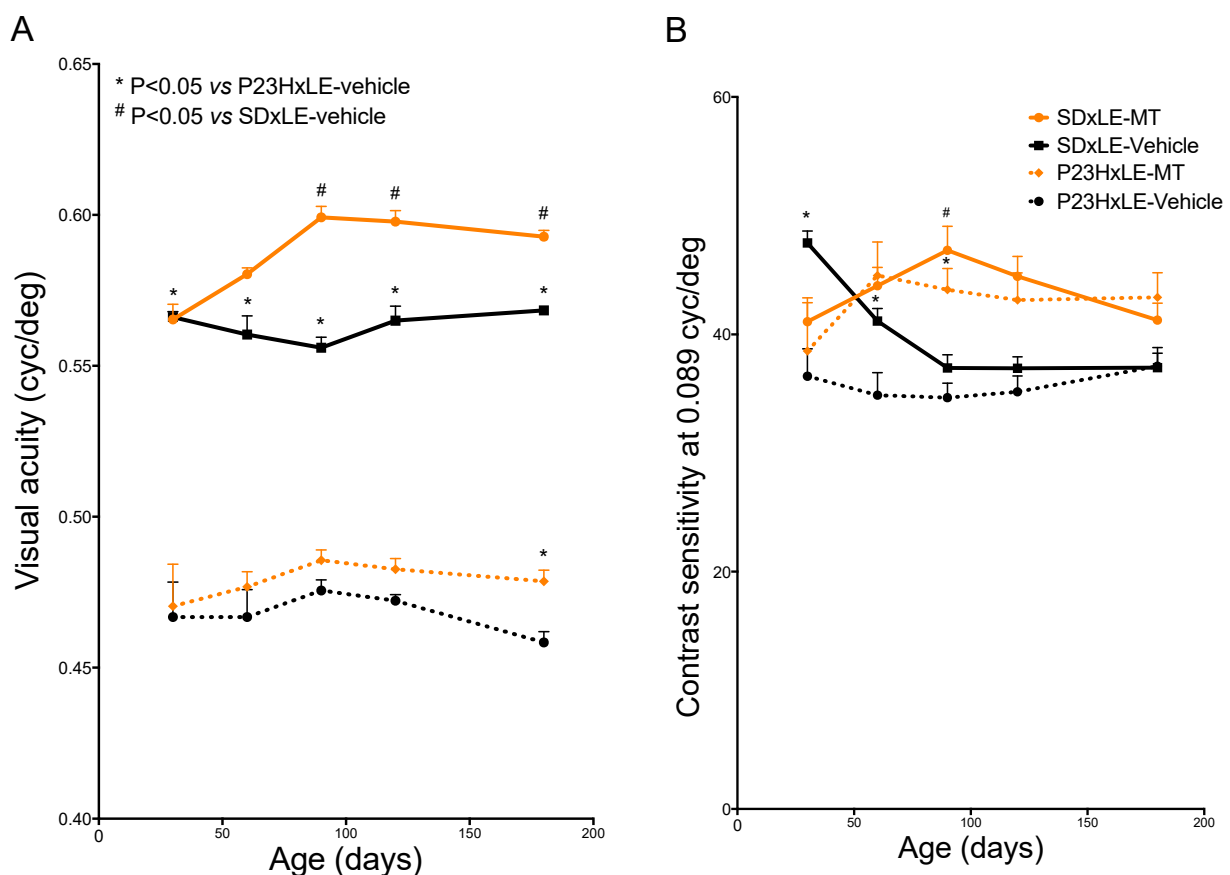 A
* P<0.05 vs P23HxLE-vehicle
# P<0.05 vs SDxLE-vehicle
0.65
0.60
0.55
0.50
0.45
0.40
Visual acuity (cyc/deg)
# # #
* * * * *
*
0 50 100 150 200
Age (days)
B
SDxLE-MT
SDxLE-Vehicle
P23HxLE-MT
P23HxLE-Vehicle
60
40
20
0
Contrast sensitivity at 0.089 cyc/deg
* #
*
*
0 50 100 150 200
Age (days)